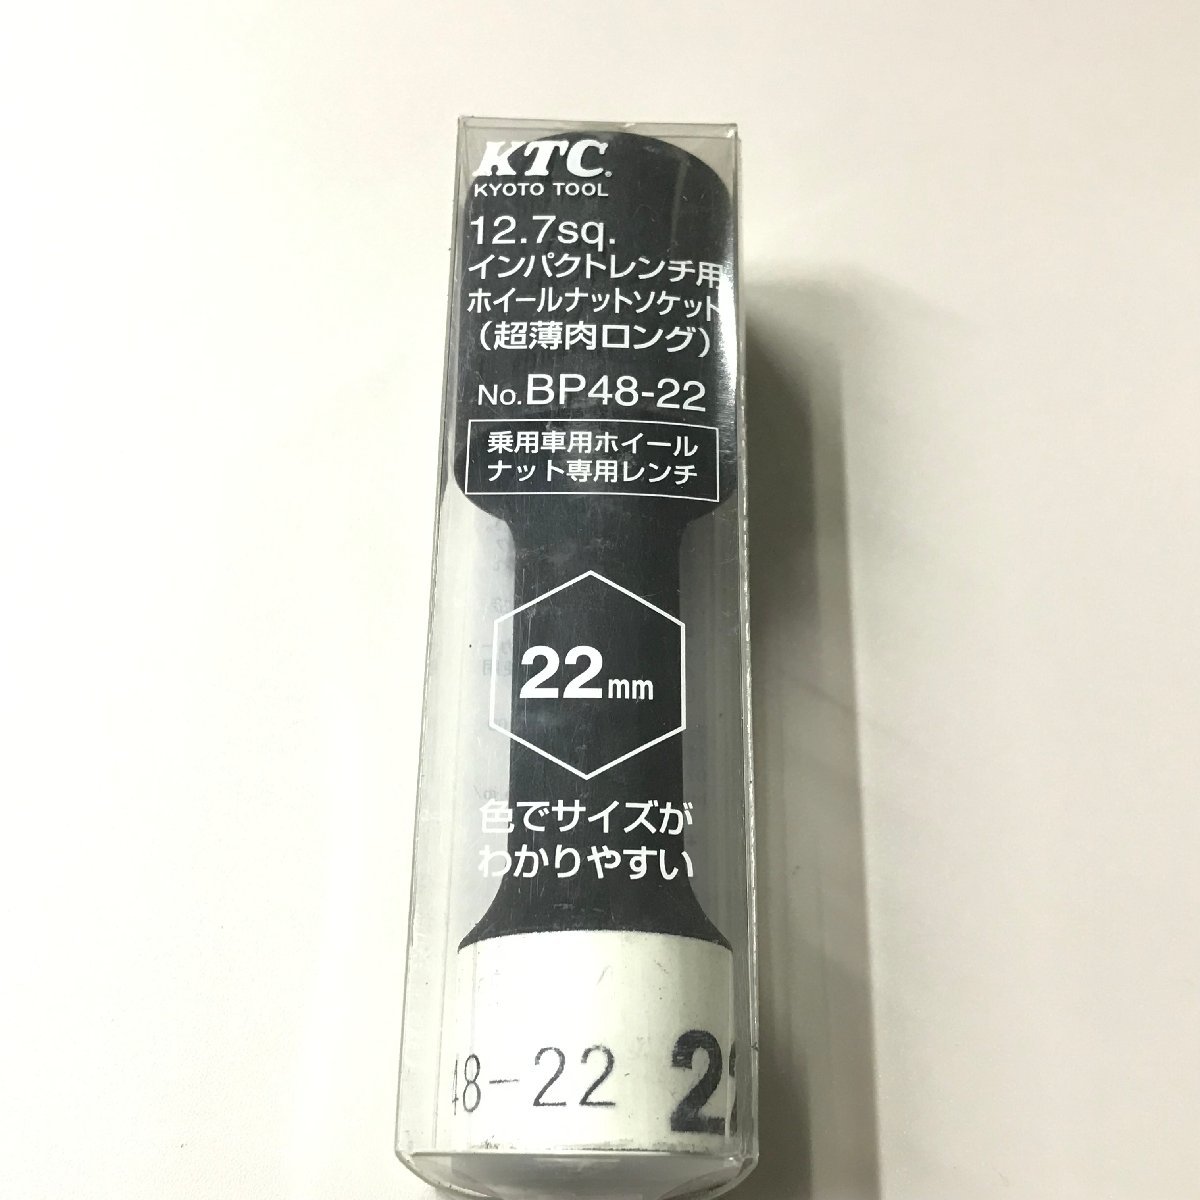 KTC®
KYOTO TOOL
12.7sq.
インパクトレンチ用
ホイールナットソケット
(超薄肉ロング)
No.BP48-22
乗用車用ホイール
ナット専用レンチ
22mm
色でサイズが
わかりやすい
48-22 22